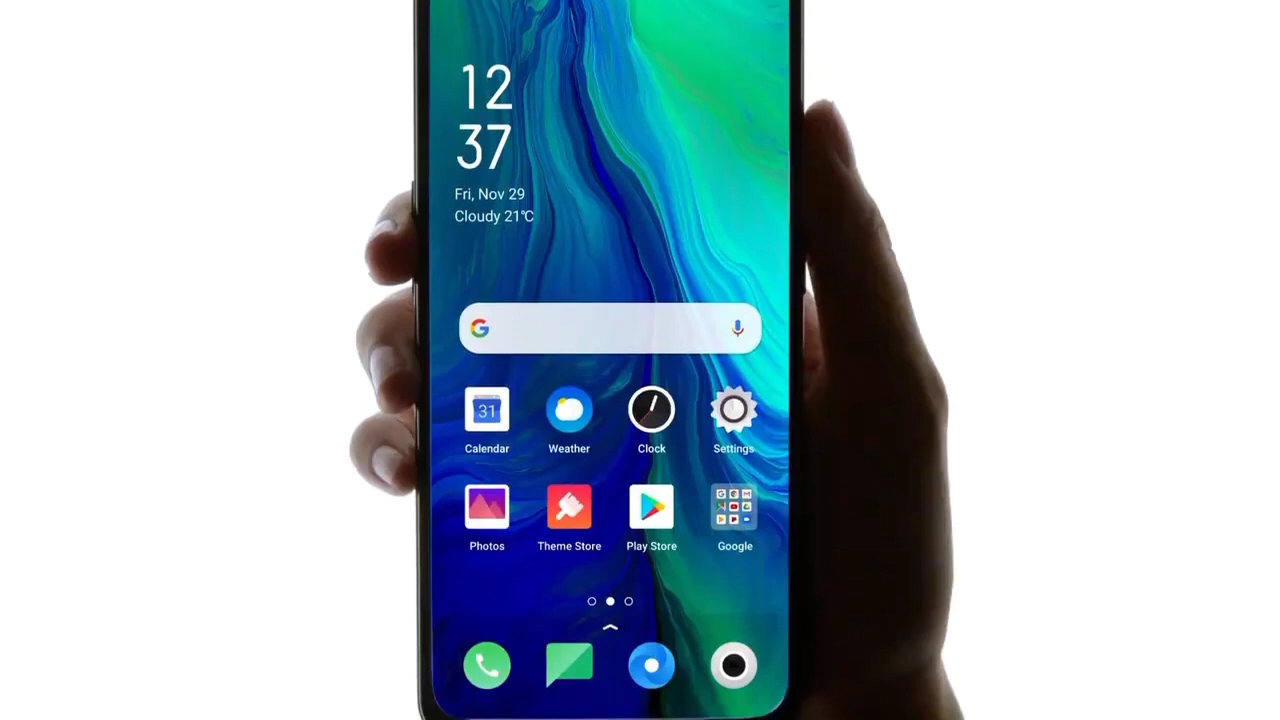 12
37
Fri, Nov 29
Cloudy 21℃
G
31
Calendar
Weather
Clock
Settings
Photos
Theme Store
Play Store
Google